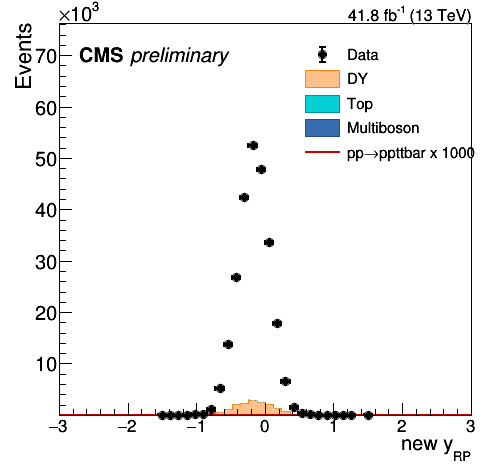 ×10³
41.8 fb⁻¹ (13 TeV)
Events
CMS preliminary
Data
DY
Top
Multiboson
pp→ppttbar x 1000
70
60
50
40
30
20
10
−3 −2 −1 0 1 2 3
new y_RP